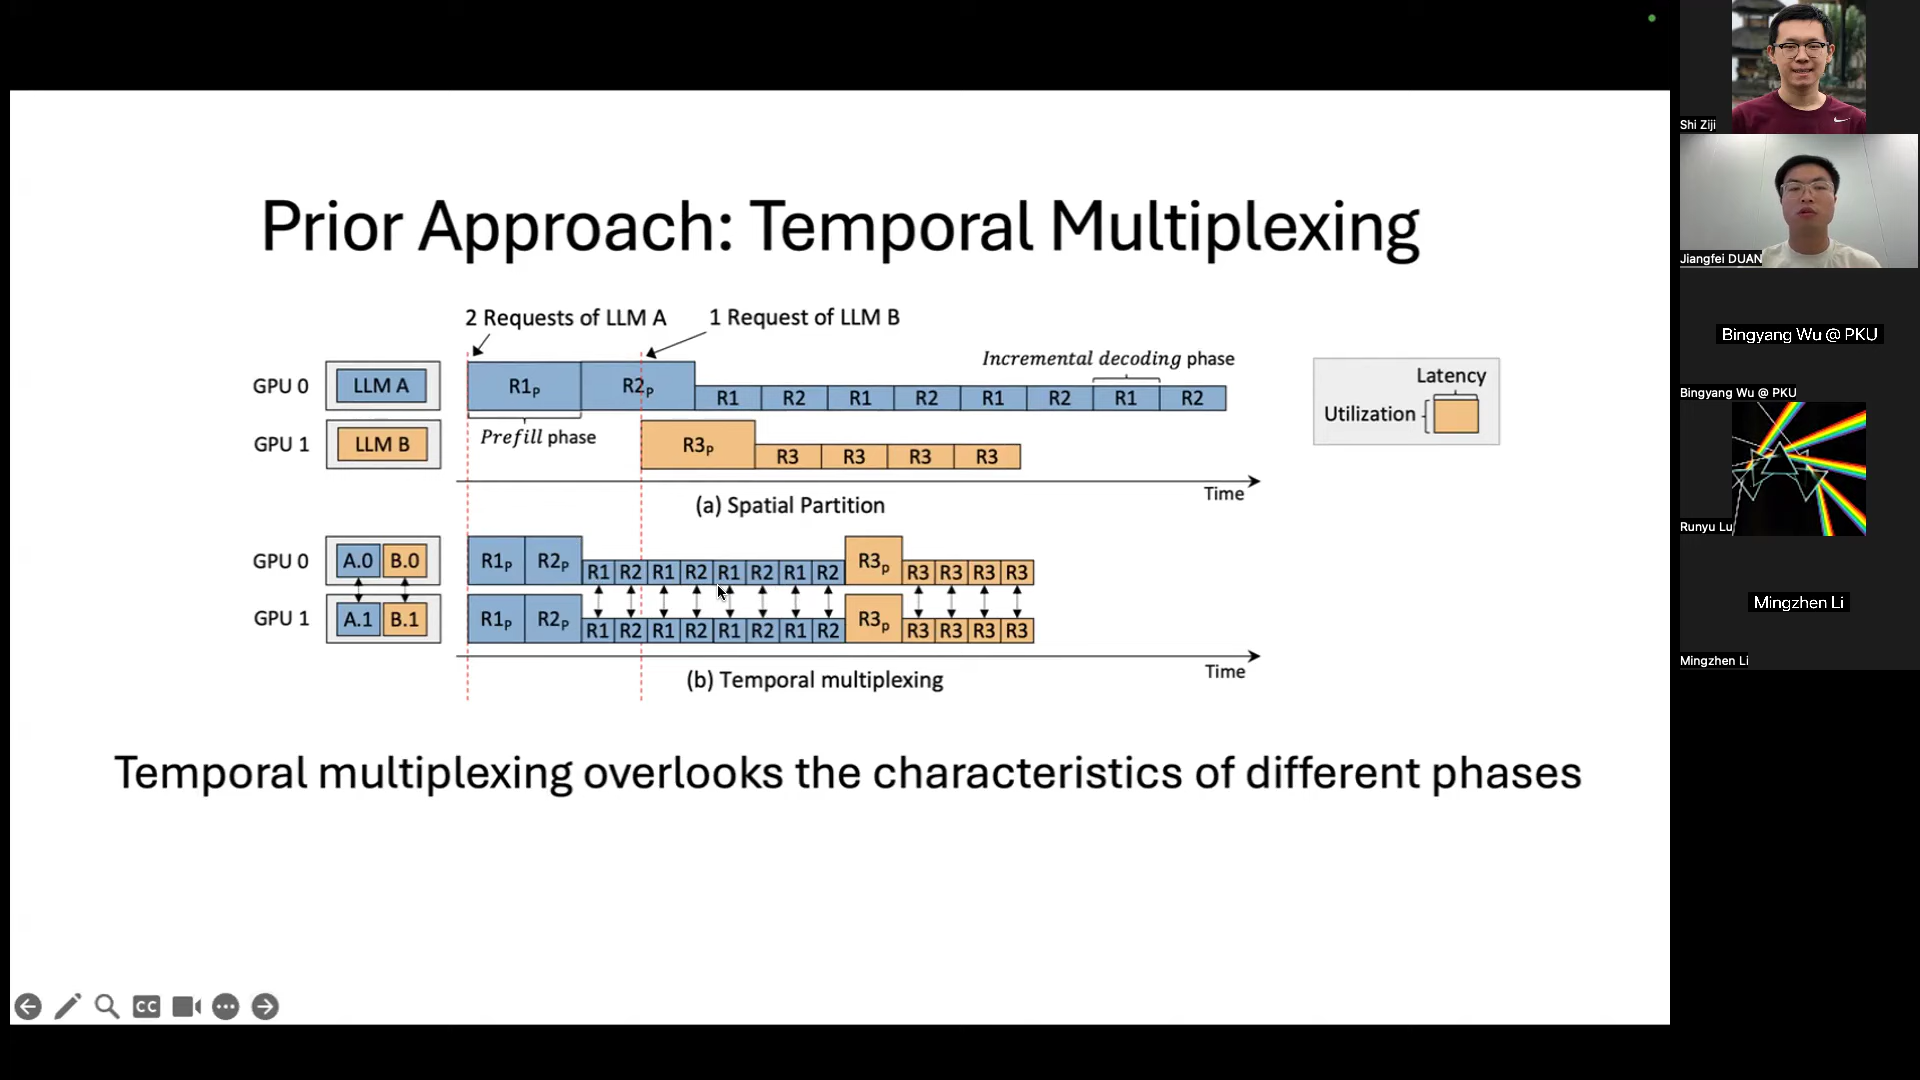 Prior Approach: Temporal Multiplexing
2 Requests of LLM A
1 Request of LLM B
Incremental decoding phase
GPU 0
LLM A
R1P
R2P
R1
R2
R1
R2
R1
R2
R1
R2
Prefill phase
GPU 1
LLM B
R3P
R3
R3
R3
R3
Time
(a) Spatial Partition
Latency
Utilization
GPU 0
A.0
B.0
R1P
R2P
R1
R2
R1
R2
R1
R2
R1
R2
R3p
R3
R3
R3
R3
GPU 1
A.1
B.1
R1P
R2P
R1
R2
R1
R2
R1
R2
R1
R2
R3p
R3
R3
R3
R3
Time
(b) Temporal multiplexing
Temporal multiplexing overlooks the characteristics of different phases
CC
Shi Ziji
Jiangfei DUAN
Bingyang Wu @ PKU
Bingyang Wu @ PKU
Runyu Lu
Mingzhen Li
Mingzhen Li